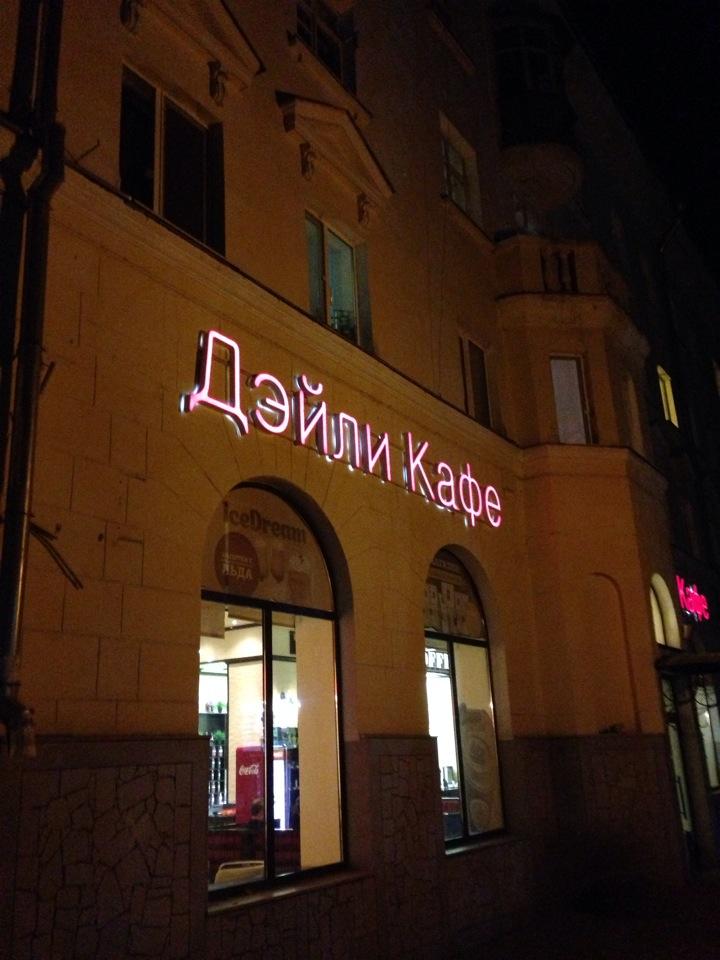 Дэйли Кафе
IceDream
ЛЬДА
Кафе
Coca-Cola